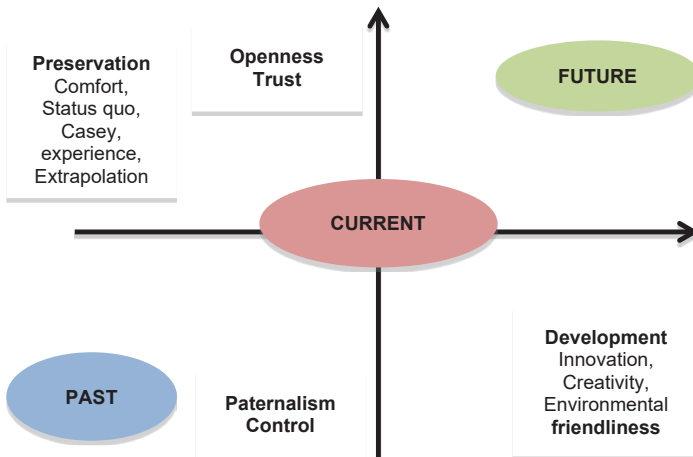 Preservation
Comfort,
Status quo,
Casey,
experience,
Extrapolation
Openness
Trust
FUTURE
CURRENT
PAST
Paternalism
Control
Development
Innovation,
Creativity,
Environmental
friendliness